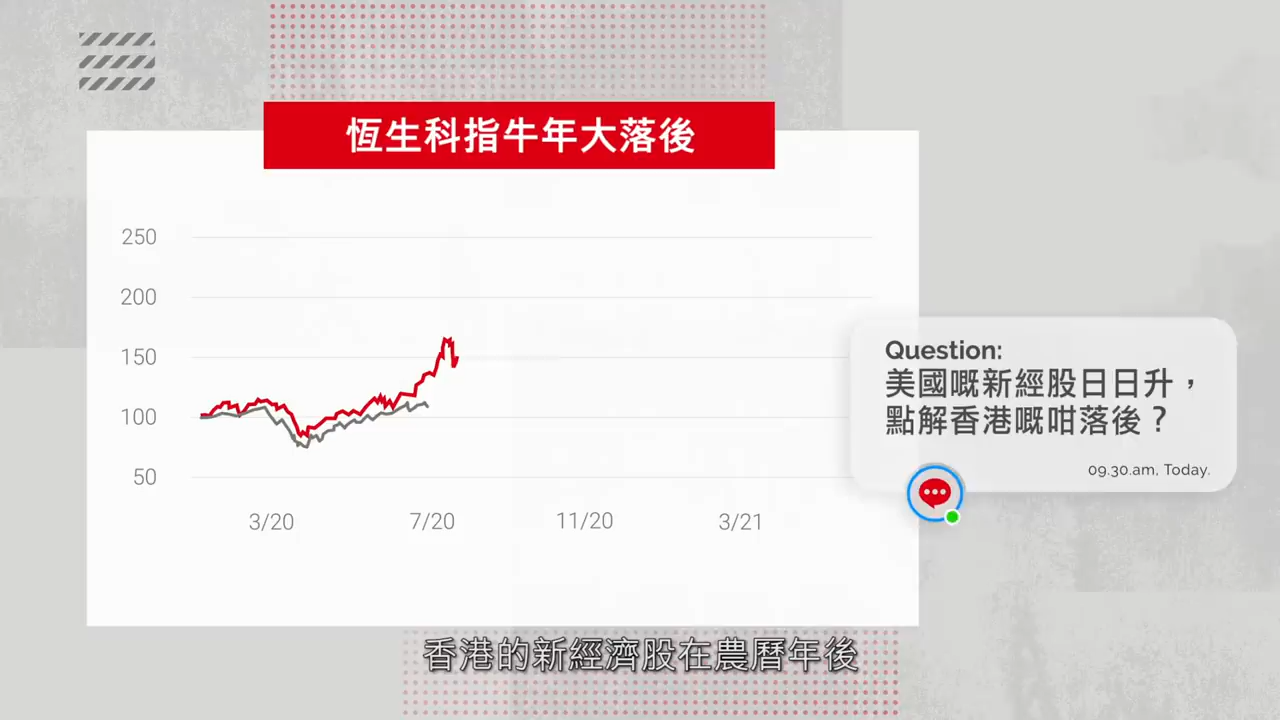 恆生科指牛年大落後
250
200
150
100
50
3/20
7/20
11/20
3/21
Question:
美國嘅新經股日日升，
點解香港嘅咁落後？
09.30.am, Today.
香港的新經濟股在農曆年後